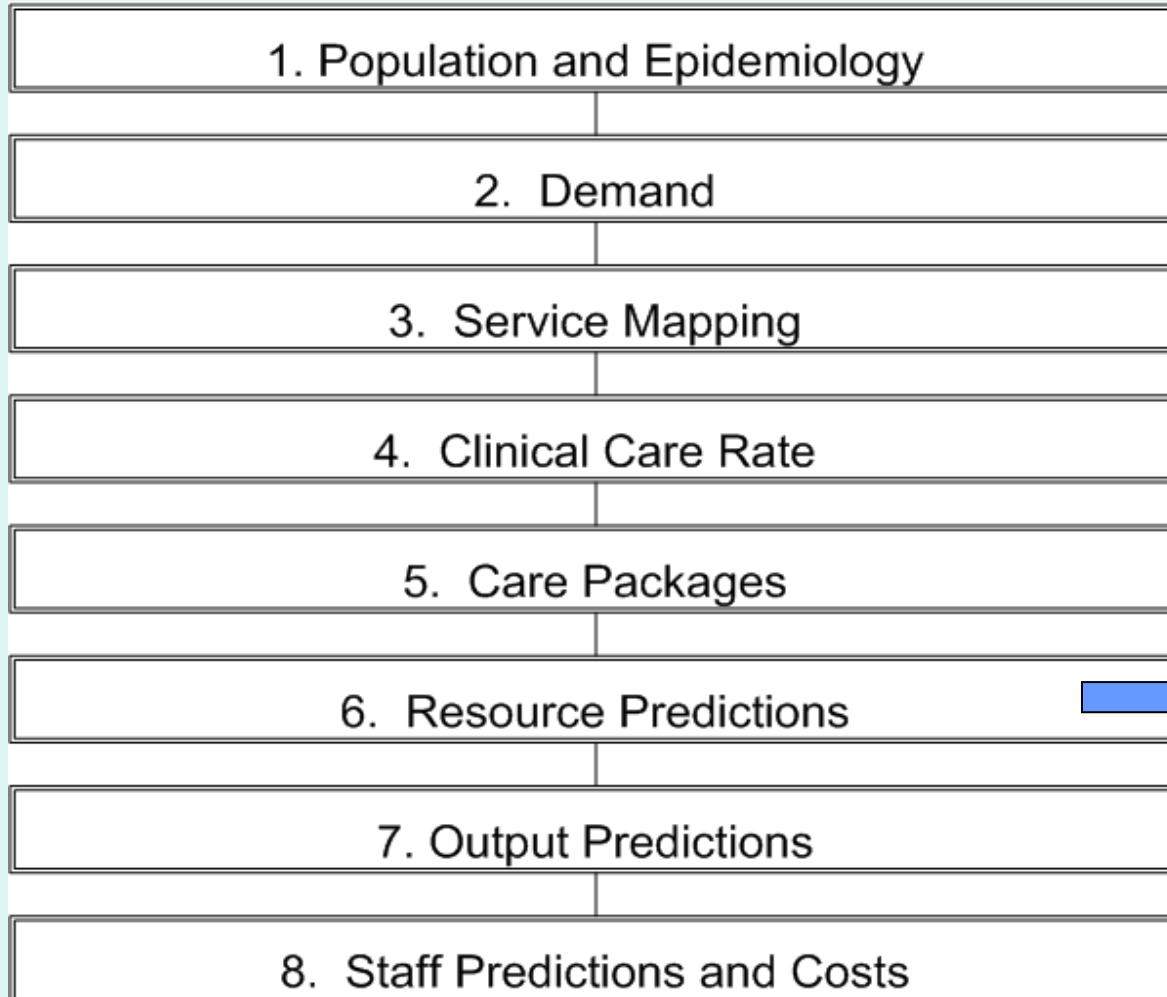 1. Population and Epidemiology
2. Demand
3. Service Mapping
4. Clinical Care Rate
5. Care Packages
6. Resource Predictions
7. Output Predictions
8. Staff Predictions and Costs